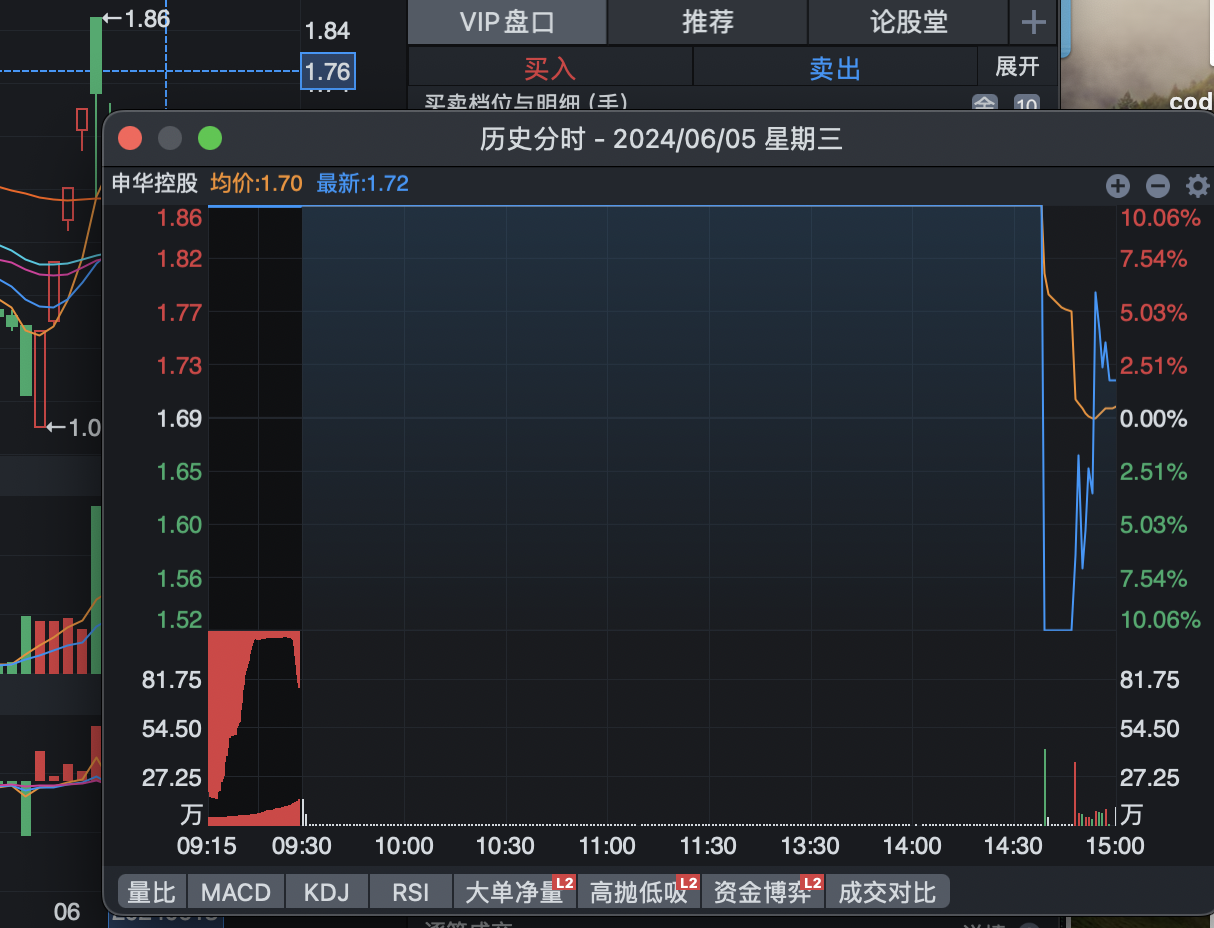 ←1.86
1.84
1.76
VIP盘口 推荐 论股堂
买入 卖出 展开
买卖档位与明细 (手) 全 10
cod
历史分时 - 2024/06/05 星期三
申华控股 均价:1.70 最新:1.72
1.86 10.06%
1.82 7.54%
1.77 5.03%
1.73 2.51%
1.69 0.00%
←1.0
1.65 2.51%
1.60 5.03%
1.56 7.54%
1.52 10.06%
81.75 81.75
54.50 54.50
27.25 27.25
万 万
09:15 09:30 10:00 10:30 11:00 11:30 13:30 14:00 14:30 15:00
量比 MACD KDJ RSI 大单净量 L2 高抛低吸 L2 资金博弈 L2 成交对比
06